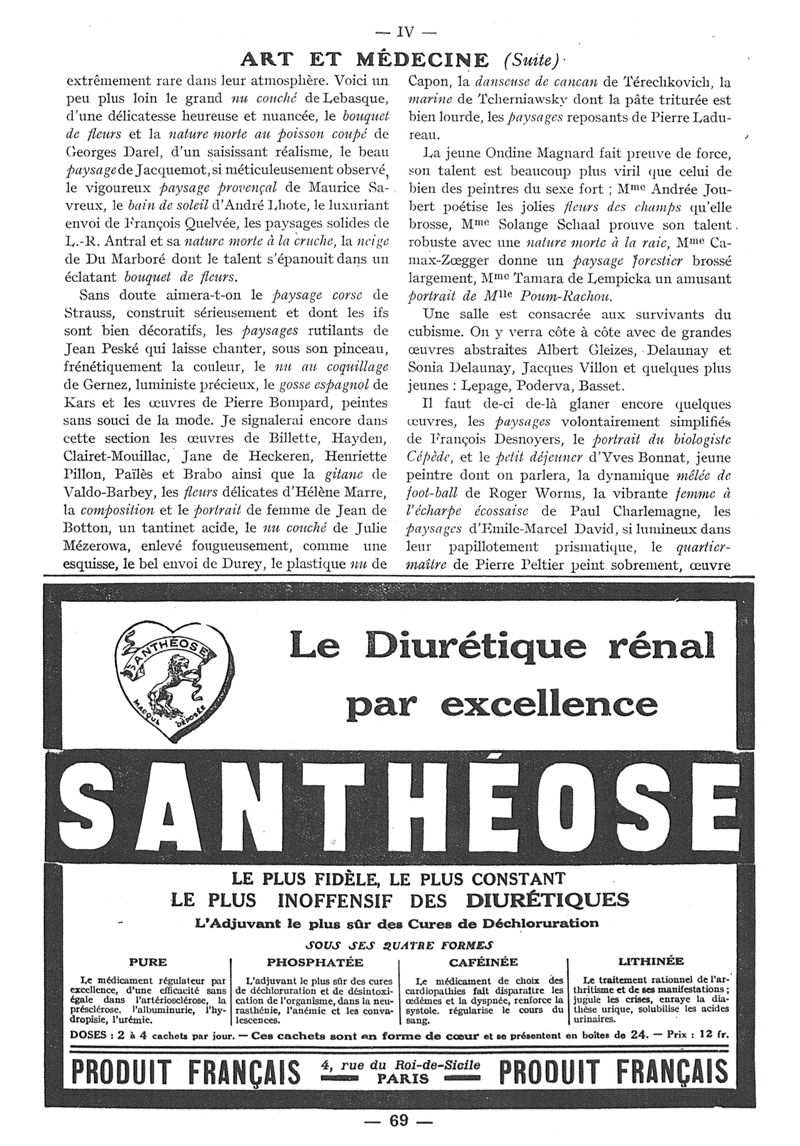 — IV —
ART ET MÉDECINE (Suite)
extrêmement rare dans leur atmosphère. Voici un
peu plus loin le grand nu couché de Lebasque,
d'une délicatesse heureuse et nuancée, le bouquet
de fleurs et la nature morte au poisson coupé de
Georges Darel, d'un saisissant réalisme, le beau
paysage de Jacquemot, si méticuleusement observé,
le vigoureux paysage provençal de Maurice Sa-
vreux, le bain de soleil d'André Lhote, le luxuriant
envoi de François Quelvée, les paysages solides de
L.-R. Antral et sa nature morte à la cruche, la neige
de Du Marboré dont le talent s'épanouit dans un
éclatant bouquet de fleurs.
Sans doute aimera-t-on le paysage corse de
Strauss, construit sérieusement et dont les ifs
sont bien décoratifs, les paysages rutilants de
Jean Peské qui laisse chanter, sous son pinceau,
frénétiquement la couleur, le nu au coquillage
de Gernez, luministe précieux, le gosse espagnol de
Kars et les œuvres de Pierre Bompard, peintes
sans souci de la mode. Je signalerai encore dans
cette section les œuvres de Billette, Hayden,
Clairet-Mouillac, Jane de Heckeren, Henriette
Pillon, Païlès et Brabo ainsi que la gitane de
Valdo-Barbey, les fleurs délicates d'Hélène Marre,
la composition et le portrait de femme de Jean de
Botton, un tantinet acide, le nu couché de Julie
Mézerowa, enlevé fougueusement, comme une
esquisse, le bel envoi de Durey, le plastique nu de
Capon, la danseuse de cancan de Térechkovich, la
marine de Tcherniawsky dont la pâte triturée est
bien lourde, les paysages reposants de Pierre Ladu-
reau.
La jeune Ondine Magnard fait preuve de force,
son talent est beaucoup plus viril que celui de
bien des peintres du sexe fort ; Mme Andrée Jou-
bert poétise les jolies fleurs des champs qu'elle
brosse, Mme Solange Schaal prouve son talent
robuste avec une nature morte à la raie, Mme Ca-
max-Zœgger donne un paysage forestier brossé
largement, Mme Tamara de Lempicka un amusant
portrait de Mlle Poum-Rachou.
Une salle est consacrée aux survivants du
cubisme. On y verra côte à côte avec de grandes
œuvres abstraites Albert Gleizes, Delaunay et
Sonia Delaunay, Jacques Villon et quelques plus
jeunes : Lepage, Poderva, Basset.
Il faut de-ci de-là glaner encore quelques
œuvres, les paysages volontairement simplifiés
de François Desnoyers, le portrait du biologiste
Cépède, et le petit déjeuner d'Yves Bonnat, jeune
peintre dont on parlera, la dynamique mêlée de
foot-ball de Roger Worms, la vibrante femme à
l'écharpe écossaise de Paul Charlemagne, les
paysages d'Emile-Marcel David, si lumineux dans
leur papillotement prismatique, le quartier-
maître de Pierre Peltier peint sobrement, œuvre
SANTHÉOSE
MARQUE DÉPOSÉE
Le Diurétique rénal
par excellence
SANTHÉOSE
LE PLUS FIDÈLE, LE PLUS CONSTANT
LE PLUS INOFFENSIF DES DIURÉTIQUES
L'Adjuvant le plus sûr des Cures de Déchloruration
SOUS SES QUATRE FORMES
PURE
Le médicament régulateur par
excellence, d'une efficacité sans
égale dans l'artériosclérose, la
présclérose, l'albuminurie, l'hy-
dropisie, l'urémie.
PHOSPHATÉE
L'adjuvant le plus sûr des cures
de déchloruration et de désintoxi-
cation de l'organisme, dans la neu-
rasthénie, l'anémie et les conva-
lescences.
CAFÉINÉE
Le médicament de choix des
cardiopathies fait disparaître les
œdèmes et la dyspnée, renforce la
systole, régularise le cours du
sang.
LITHINÉE
Le traitement rationnel de l'ar-
thritisme et de ses manifestations ;
jugule les crises, enraye la dia-
thèse urique, solubilise les acides
urinaires.
DOSES : 2 à 4 cachets par jour. — Ces cachets sont en forme de cœur et se présentent en boîtes de 24. — Prix : 12 fr.
PRODUIT FRANÇAIS — 4, rue du Roi-de-Sicile PARIS — PRODUIT FRANÇAIS
— 69 —